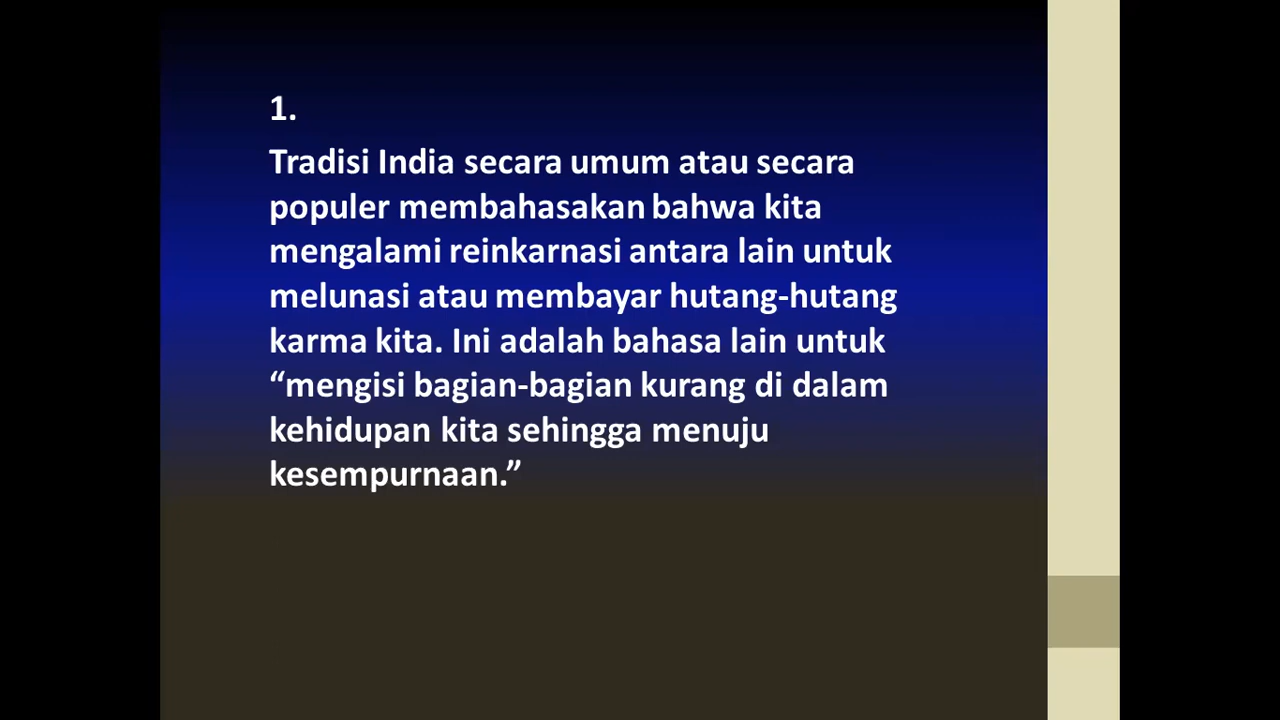 1.
Tradisi India secara umum atau secara
populer membahasakan bahwa kita
mengalami reinkarnasi antara lain untuk
melunasi atau membayar hutang-hutang
karma kita. Ini adalah bahasa lain untuk
“mengisi bagian-bagian kurang di dalam
kehidupan kita sehingga menuju
kesempurnaan.”